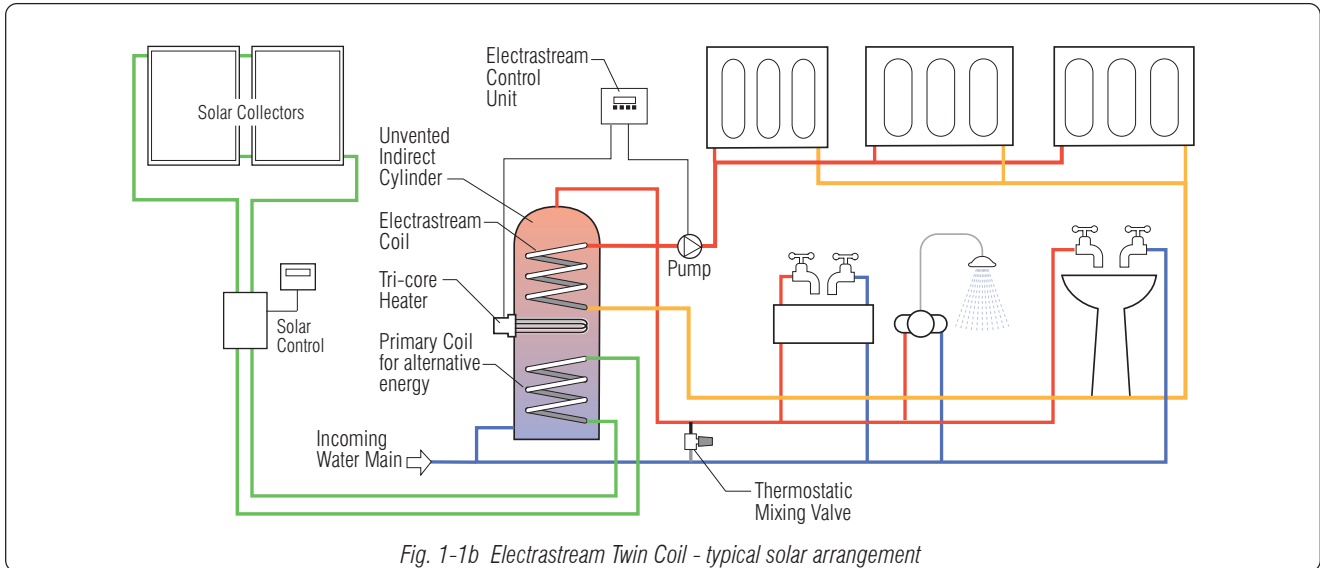 Solar Collectors
Electrastream
Control
Unit
Unvented
Indirect
Cylinder
Electrastream
Coil
Tri-core
Heater
Pump
Solar
Control
Primary Coil
for alternative
energy
Incoming
Water Main
Thermostatic
Mixing Valve
Fig. 1-1b Electrastream Twin Coil - typical solar arrangement